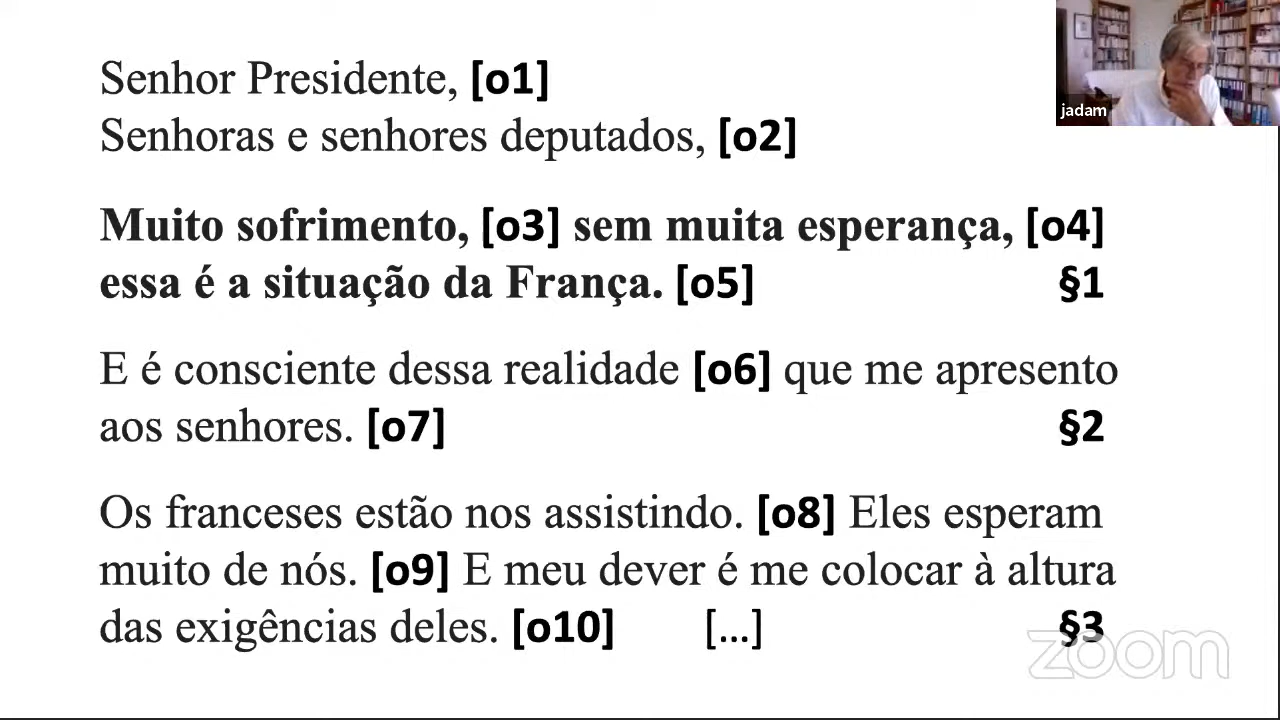 Senhor Presidente, [o1]
Senhoras e senhores deputados, [o2]
Muito sofrimento, [o3] sem muita esperança, [o4]
essa é a situação da França. [o5] §1
E é consciente dessa realidade [o6] que me apresento
aos senhores. [o7] §2
Os franceses estão nos assistindo. [o8] Eles esperam
muito de nós. [o9] E meu dever é me colocar à altura
das exigências deles. [o10] [...] §3
jadam
zoom